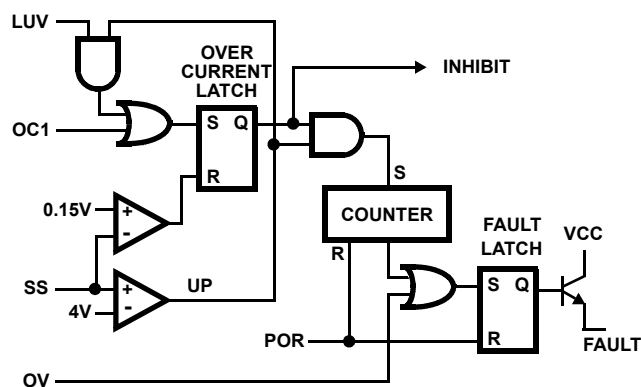 LUV
OVER
CURRENT
LATCH
INHIBIT
S Q
OC1
R
S
0.15V
+
-
COUNTER
FAULT
LATCH
VCC
R
SS
+
UP
4V
-
S Q
POR
R
FAULT
OV